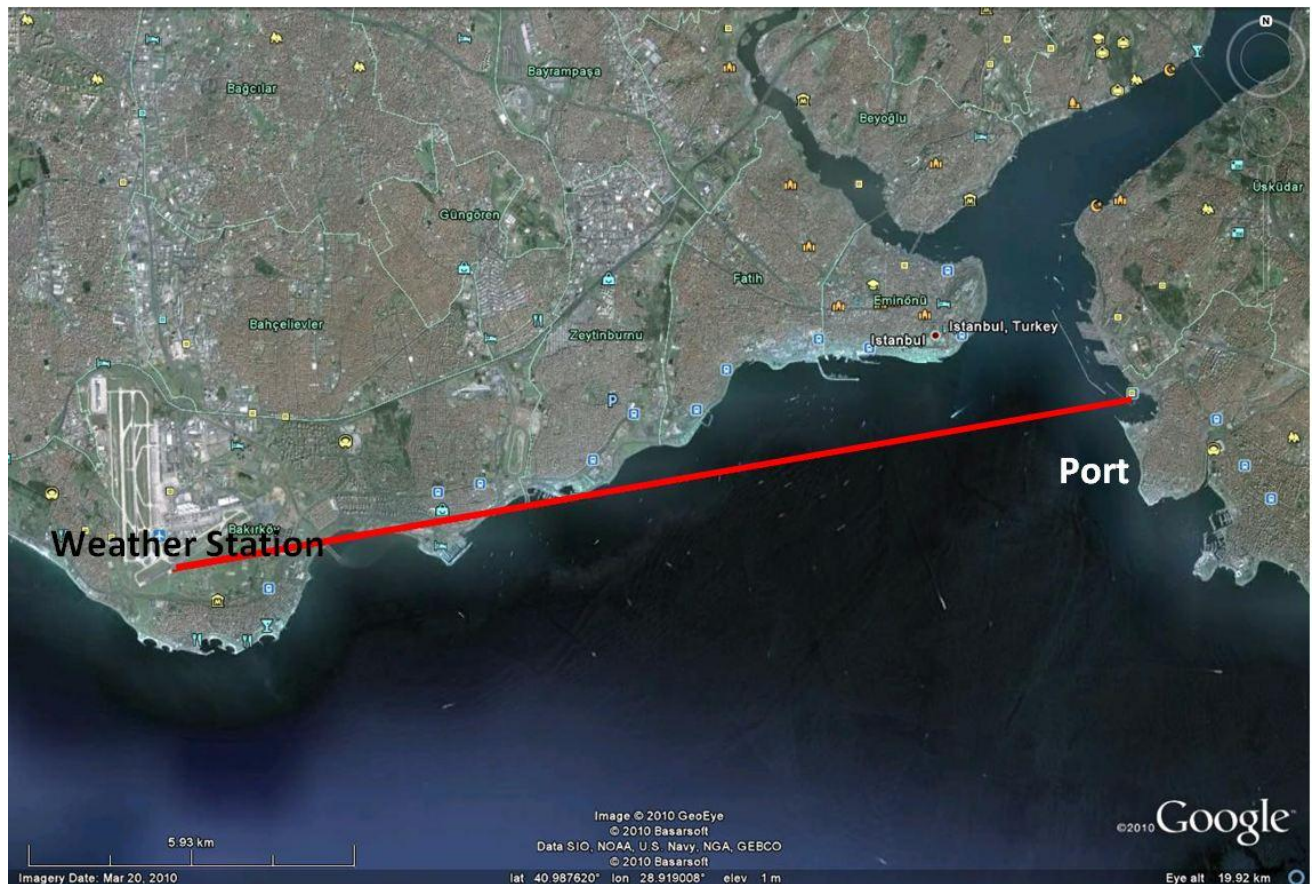 N
Bayrampaşa
Bağcılar
Beyoğlu
Üsküdar
Güngören
Fatih
Eminönü
Bahçelievler
Zeytinburnu
Istanbul, Turkey
Istanbul
P
Port
Bakırköy
Weather Station
Image © 2010 GeoEye
© 2010 Basarsoft
Data SIO, NOAA, U.S. Navy, NGA, GEBCO
© 2010 Basarsoft
©2010 Google
5.93 km
Imagery Date: Mar 20, 2010
lat 40.987620° lon 28.919008° elev 1 m
Eye alt 19.92 km